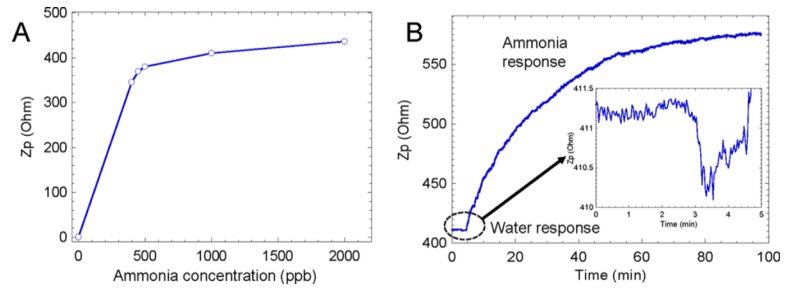 A
Zp (Ohm)
500
400
300
200
100
0
0
500
1000
1500
2000
Ammonia concentration (ppb)
B
Zp (Ohm)
550
500
450
400
0
20
40
60
80
100
Time (min)
Ammonia
response
Water response
Zp (Ohm)
411.5
411
410.5
410
0
1
2
3
4
5
Time (min)